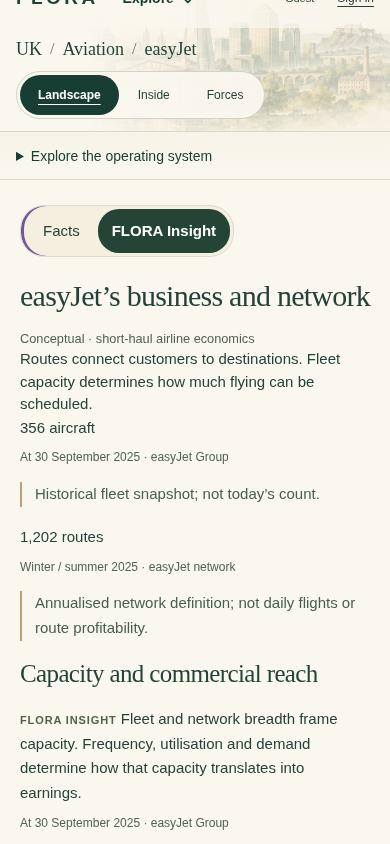 FLORA Explore Guest Sign in
UK / Aviation / easyJet
Landscape Inside Forces
Explore the operating system
Facts FLORA Insight
easyJet’s business and network
Conceptual · short-haul airline economics
Routes connect customers to destinations. Fleet
capacity determines how much flying can be
scheduled.
356 aircraft
At 30 September 2025 · easyJet Group
Historical fleet snapshot; not today’s count.
1,202 routes
Winter / summer 2025 · easyJet network
Annualised network definition; not daily flights or
route profitability.
Capacity and commercial reach
FLORA INSIGHT Fleet and network breadth frame
capacity. Frequency, utilisation and demand
determine how that capacity translates into
earnings.
At 30 September 2025 · easyJet Group